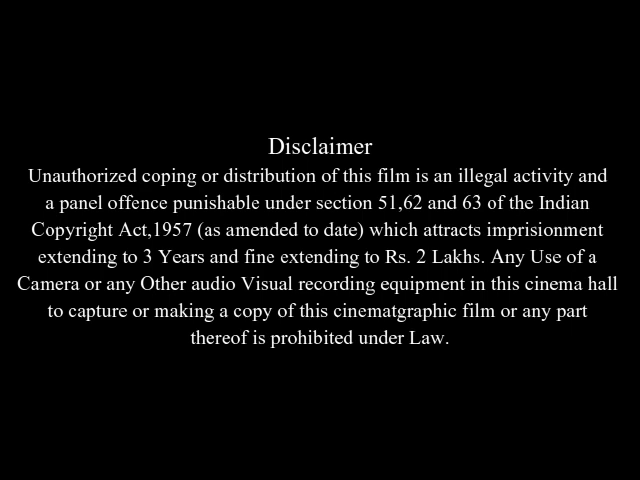 Disclaimer
Unauthorized coping or distribution of this film is an illegal activity and
a panel offence punishable under section 51,62 and 63 of the Indian
Copyright Act,1957 (as amended to date) which attracts imprisionment
extending to 3 Years and fine extending to Rs. 2 Lakhs. Any Use of a
Camera or any Other audio Visual recording equipment in this cinema hall
to capture or making a copy of this cinematgraphic film or any part
thereof is prohibited under Law.